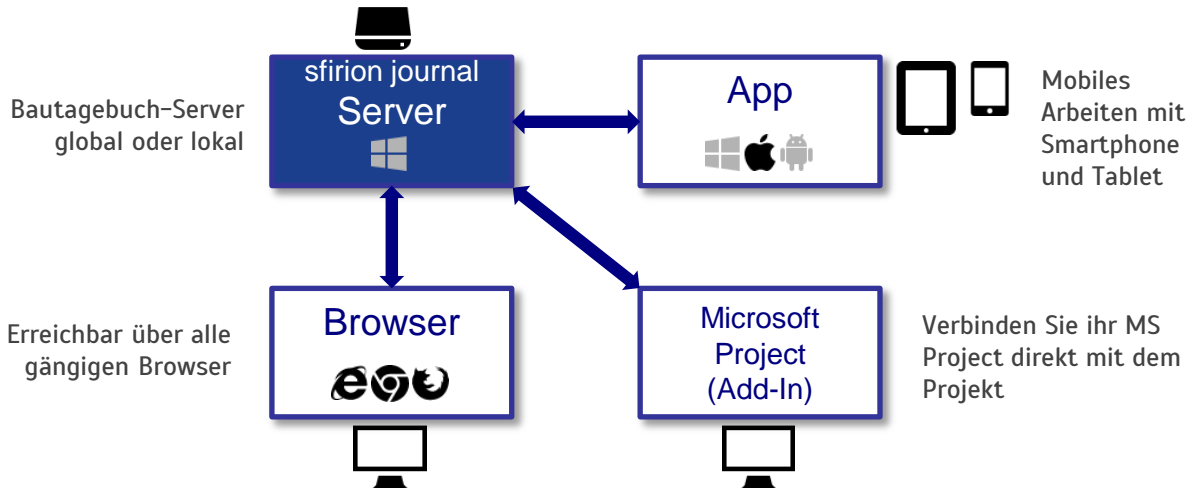 sfirion journal
Server
Bautagebuch-Server
global oder lokal
App
Mobiles
Arbeiten mit
Smartphone
und Tablet
Browser
Erreichbar über alle
gängigen Browser
Microsoft
Project
(Add-In)
Verbinden Sie ihr MS
Project direkt mit dem
Projekt